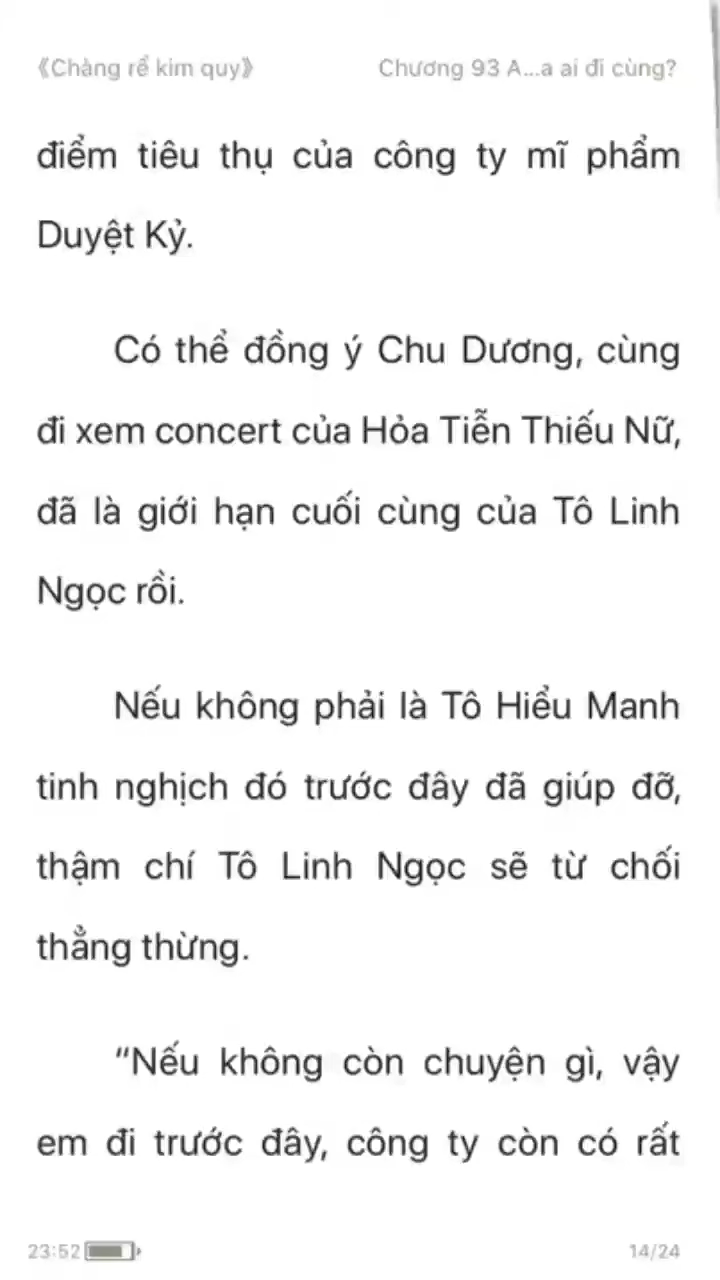 《Chàng rể kim quy》 Chương 93 A...a ai đi cùng?
điểm tiêu thụ của công ty mĩ phẩm
Duyệt Kỷ.
Có thể đồng ý Chu Dương, cùng
đi xem concert của Hỏa Tiễn Thiếu Nữ,
đã là giới hạn cuối cùng của Tô Linh
Ngọc rồi.
Nếu không phải là Tô Hiểu Manh
tinh nghịch đó trước đây đã giúp đỡ,
thậm chí Tô Linh Ngọc sẽ từ chối
thẳng thừng.
“Nếu không còn chuyện gì, vậy
em đi trước đây, công ty còn có rất
23:52 14/24